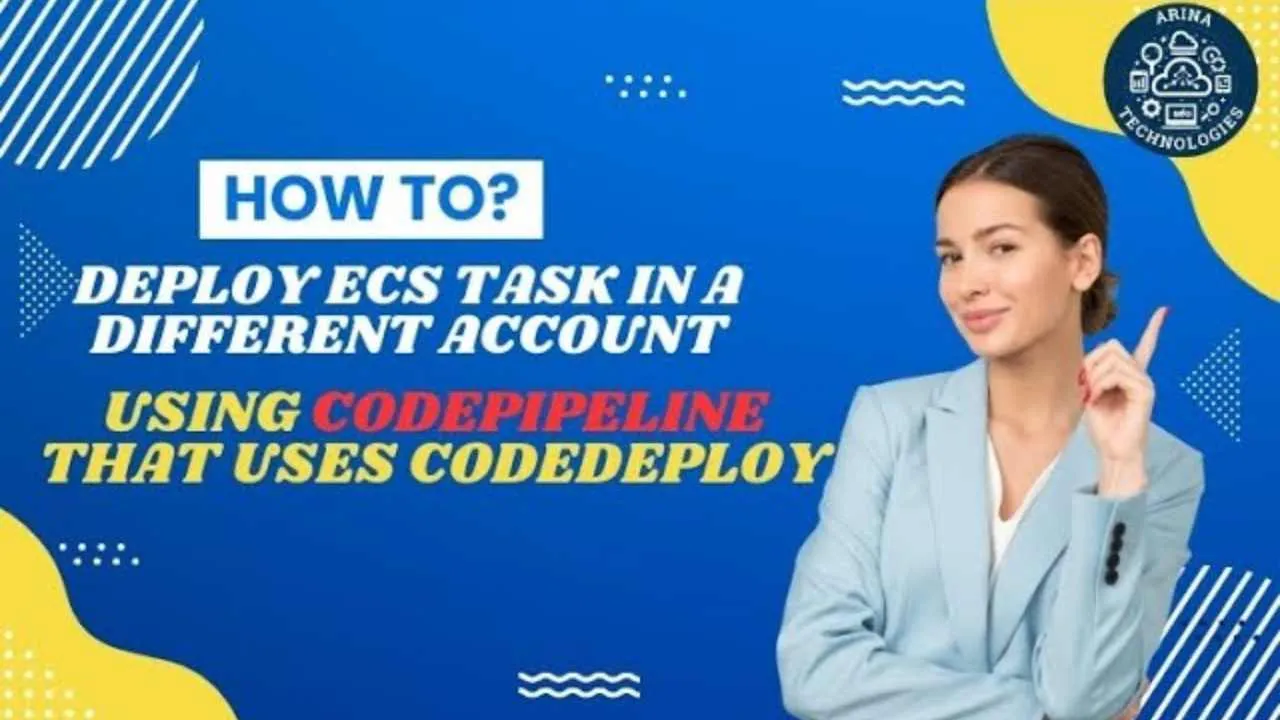 ARINA
TECHNOLOGIES
HOW TO?
DEPLOY ECS TASK IN A
DIFFERENT ACCOUNT
USING CODEPIPELINE
THAT USES CODEDEPLOY